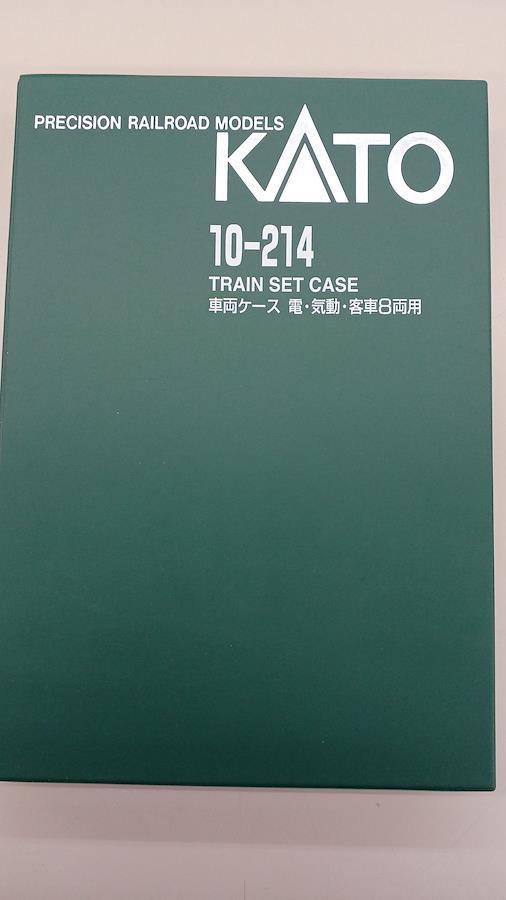 PRECISION RAILROAD MODELS
KATO
10-214
TRAIN SET CASE
車両ケース 電・気動・客車8両用